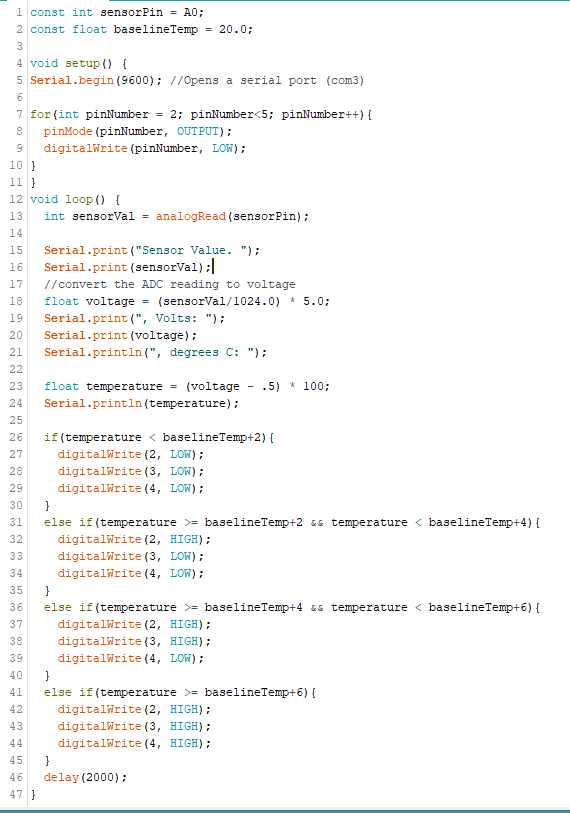 1 const int sensorPin = A0;
2 const float baselineTemp = 20.0;
3
4 void setup() {
5 Serial.begin(9600); //Opens a serial port (com3)
6
7 for(int pinNumber = 2; pinNumber<5; pinNumber++){
8   pinMode(pinNumber, OUTPUT);
9   digitalWrite(pinNumber, LOW);
10 }
11 }
12 void loop() {
13   int sensorVal = analogRead(sensorPin);
14
15   Serial.print("Sensor Value. ");
16   Serial.print(sensorVal);
17   //convert the ADC reading to voltage
18   float voltage = (sensorVal/1024.0) * 5.0;
19   Serial.print(", Volts: ");
20   Serial.print(voltage);
21   Serial.println(", degrees C: ");
22
23   float temperature = (voltage - .5) * 100;
24   Serial.println(temperature);
25
26   if(temperature < baselineTemp+2){
27     digitalWrite(2, LOW);
28     digitalWrite(3, LOW);
29     digitalWrite(4, LOW);
30   }
31   else if(temperature >= baselineTemp+2 && temperature < baselineTemp+4){
32     digitalWrite(2, HIGH);
33     digitalWrite(3, LOW);
34     digitalWrite(4, LOW);
35   }
36   else if(temperature >= baselineTemp+4 && temperature < baselineTemp+6){
37     digitalWrite(2, HIGH);
38     digitalWrite(3, HIGH);
39     digitalWrite(4, LOW);
40   }
41   else if(temperature >= baselineTemp+6){
42     digitalWrite(2, HIGH);
43     digitalWrite(3, HIGH);
44     digitalWrite(4, HIGH);
45   }
46   delay(2000);
47 }